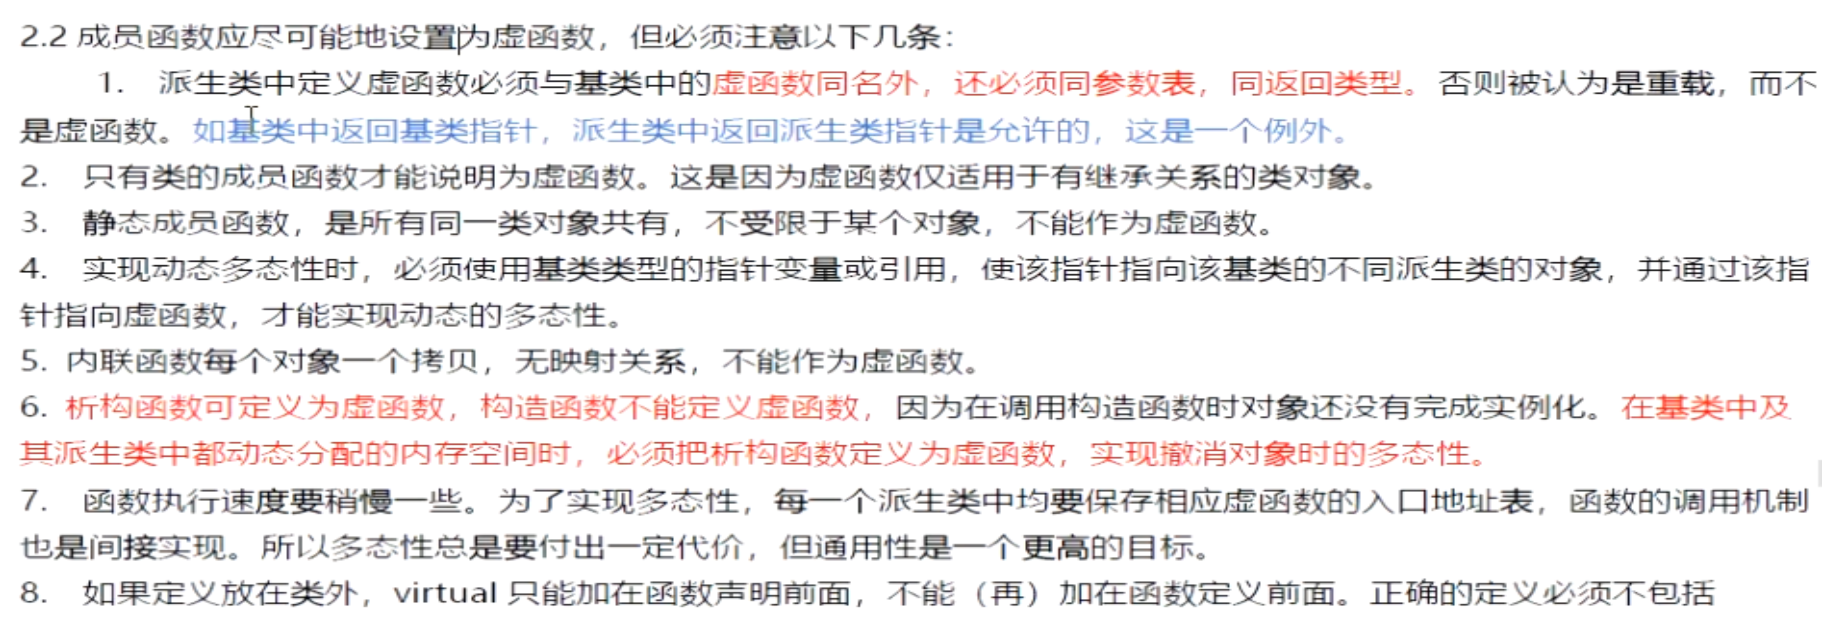 2.2 成员函数应尽可能地设置为虚函数，但必须注意以下几条：
1. 派生类中定义虚函数必须与基类中的虚函数同名外，还必须同参数表，同返回类型。否则被认为是重载，而不
是虚函数。如基类中返回基类指针，派生类中返回派生类指针是允许的，这是一个例外。
2. 只有类的成员函数才能说明为虚函数。这是因为虚函数仅适用于有继承关系的类对象。
3. 静态成员函数，是所有同一类对象共有，不受限于某个对象，不能作为虚函数。
4. 实现动态多态性时，必须使用基类类型的指针变量或引用，使该指针指向该基类的不同派生类的对象，并通过该指
针指向虚函数，才能实现动态的多态性。
5. 内联函数每个对象一个拷贝，无映射关系，不能作为虚函数。
6. 析构函数可定义为虚函数，构造函数不能定义虚函数，因为在调用构造函数时对象还没有完成实例化。在基类中及
其派生类中都动态分配的内存空间时，必须把析构函数定义为虚函数，实现撤消对象时的多态性。
7. 函数执行速度要稍慢一些。为了实现多态性，每一个派生类中均要保存相应虚函数的入口地址表，函数的调用机制
也是间接实现。所以多态性总是要付出一定代价，但通用性是一个更高的目标。
8. 如果定义放在类外，virtual 只能加在函数声明前面，不能（再）加在函数定义前面。正确的定义必须不包括